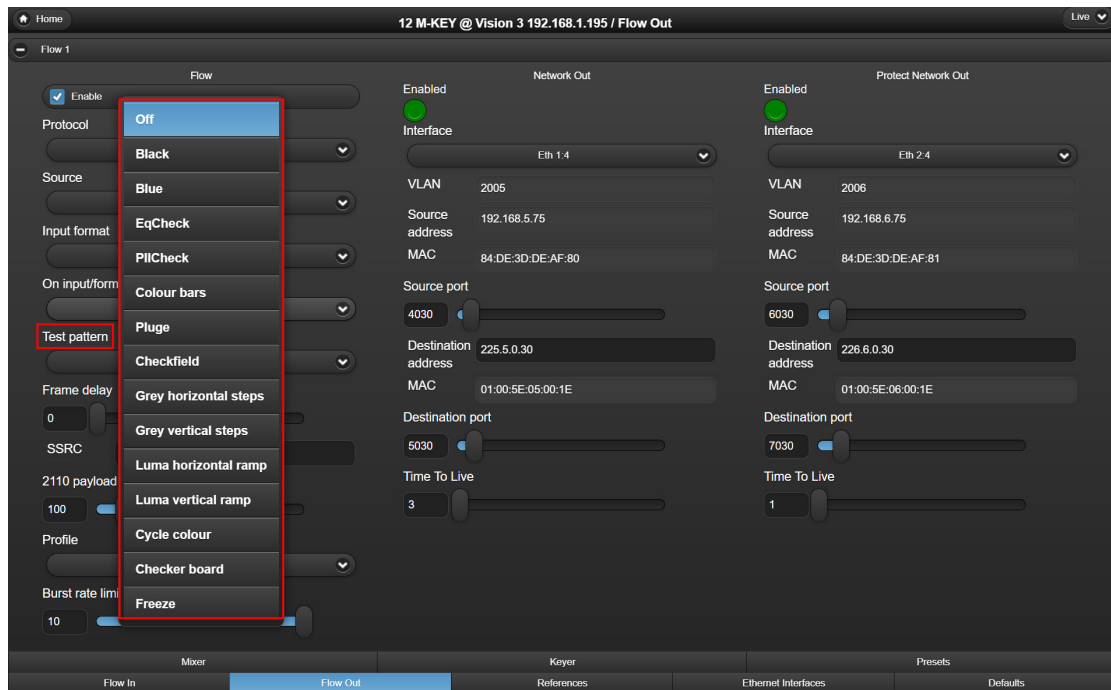 Home
12 M-KEY @ Vision 3 192.168.1.195 / Flow Out
Live
Flow 1
Flow
Enable
Protocol
Source
Input format
On input/form
Test pattern
Frame delay
0
SSRC
2110 payload
100
Profile
Burst rate limi
10
Off
Black
Blue
EqCheck
PllCheck
Colour bars
Pluge
Checkfield
Grey horizontal steps
Grey vertical steps
Luma horizontal ramp
Luma vertical ramp
Cycle colour
Checker board
Freeze
Network Out
Enabled
Interface
Eth 1:4
VLAN
2005
Source address
192.168.5.75
MAC
84:DE:3D:DE:AF:80
Source port
4030
Destination address
225.5.0.30
MAC
01:00:5E:05:00:1E
Destination port
5030
Time To Live
3
Protect Network Out
Enabled
Interface
Eth 2:4
VLAN
2006
Source address
192.168.6.75
MAC
84:DE:3D:DE:AF:81
Source port
6030
Destination address
226.6.0.30
MAC
01:00:5E:06:00:1E
Destination port
7030
Time To Live
1
Mixer
Keyer
Presets
Flow In
Flow Out
References
Ethernet Interfaces
Defaults